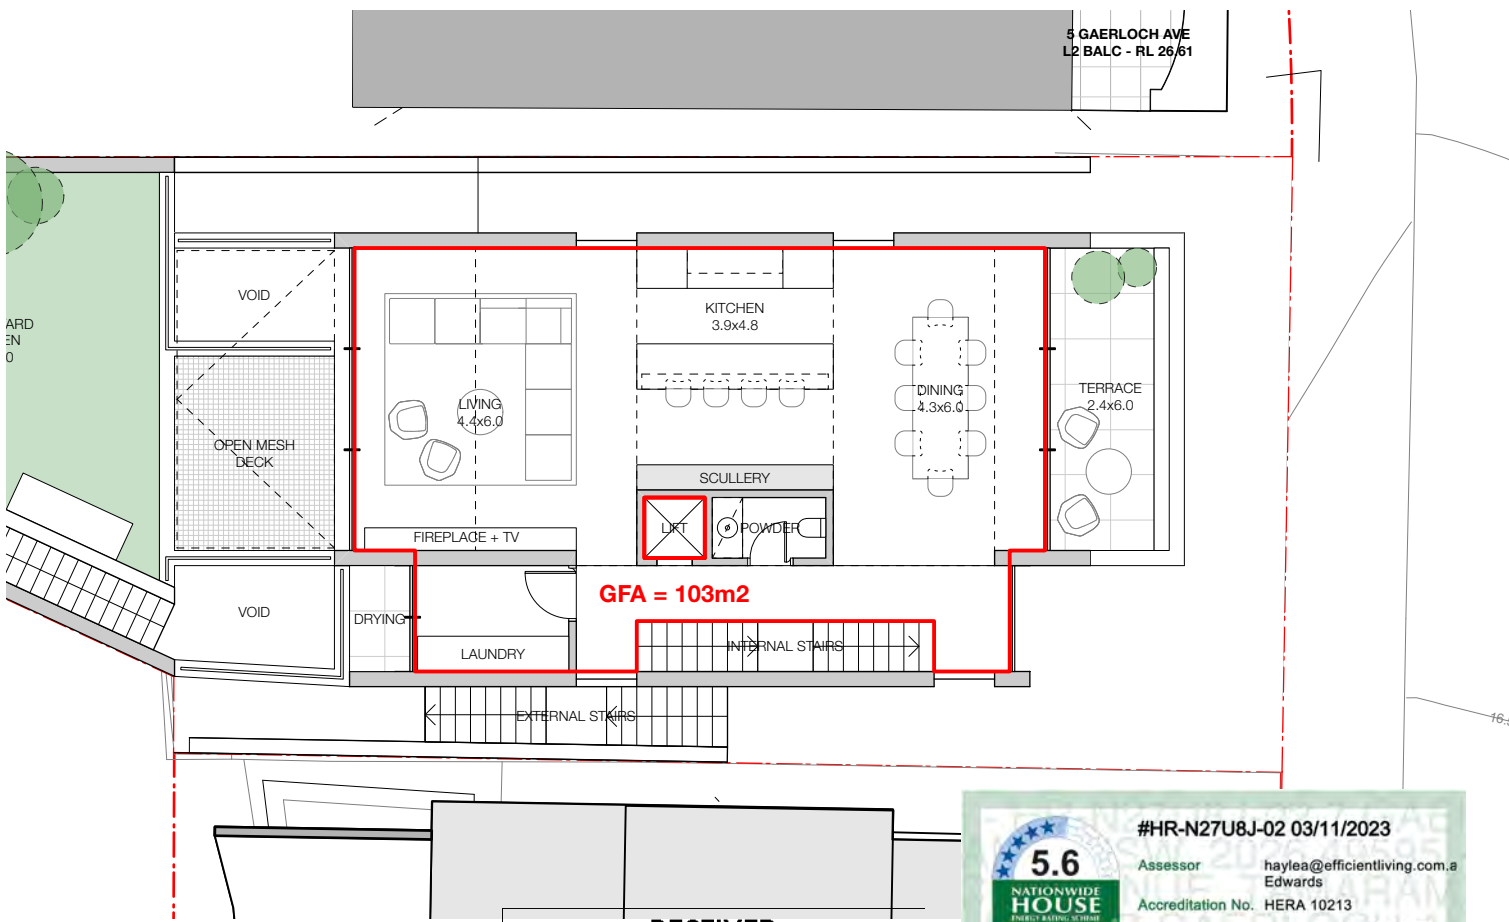 5 GAERLOCH AVE
L2 BALC - RL 26.61
VOID
KITCHEN
3.9x4.8
ARD
EN
0
LIVING
4.4x6.0
DINING
4.3x6.0
TERRACE
2.4x6.0
OPEN MESH
DECK
SCULLERY
LIFT
POWDER
FIREPLACE + TV
GFA = 103m2
VOID
DRYING
LAUNDRY
INTERNAL STAIRS
EXTERNAL STAIRS
#HR-N27U8J-02 03/11/2023
5.6
Assessor haylea@efficientliving.com.a
Edwards
Accreditation No. HERA 10213
NATIONWIDE
HOUSE
ENERGY RATING SCHEME